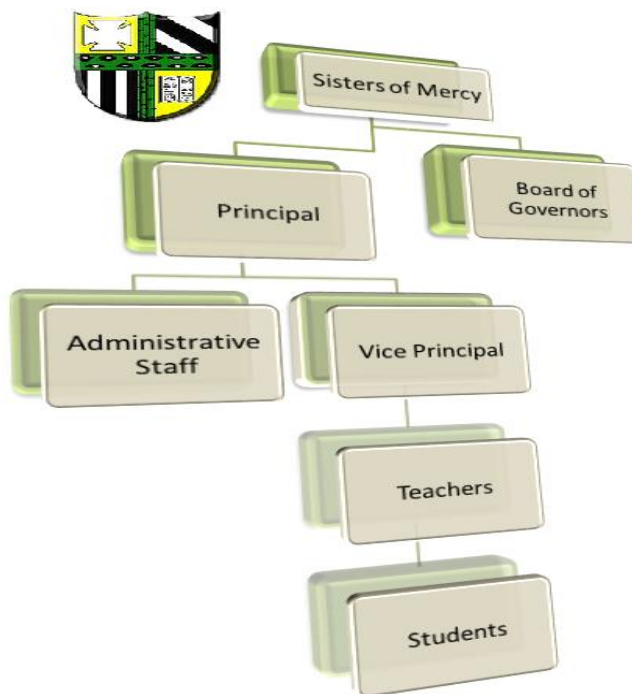 Sisters of Mercy
Principal
Board of
Governors
Administrative
Staff
Vice Principal
Teachers
Students